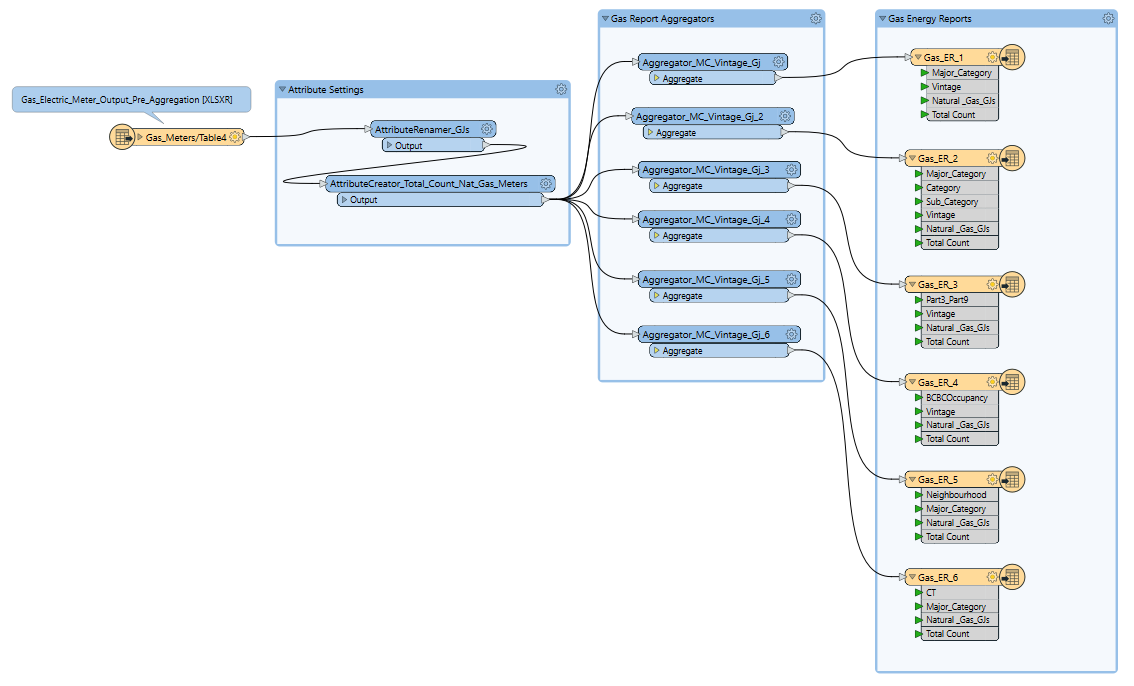 Gas_Electric_Meter_Output_Pre_Aggregation [XLSXR]
Gas_Meters/Table4
Attribute Settings
AttributeRenamer_GJs
Output
AttributeCreator_Total_Count_Nat_Gas_Meters
Output
Gas Report Aggregators
Aggregator_MC_Vintage_Gj
Aggregate
Aggregator_MC_Vintage_Gj_2
Aggregate
Aggregator_MC_Vintage_Gj_3
Aggregate
Aggregator_MC_Vintage_Gj_4
Aggregate
Aggregator_MC_Vintage_Gj_5
Aggregate
Aggregator_MC_Vintage_Gj_6
Aggregate
Gas Energy Reports
Gas_ER_1
Major_Category
Vintage
Natural _Gas_GJs
Total Count
Gas_ER_2
Major_Category
Category
Sub_Category
Vintage
Natural _Gas_GJs
Total Count
Gas_ER_3
Part3_Part9
Vintage
Natural _Gas_GJs
Total Count
Gas_ER_4
BCBCOccupancy
Vintage
Natural _Gas_GJs
Total Count
Gas_ER_5
Neighbourhood
Major_Category
Natural _Gas_GJs
Total Count
Gas_ER_6
CT
Major_Category
Natural _Gas_GJs
Total Count